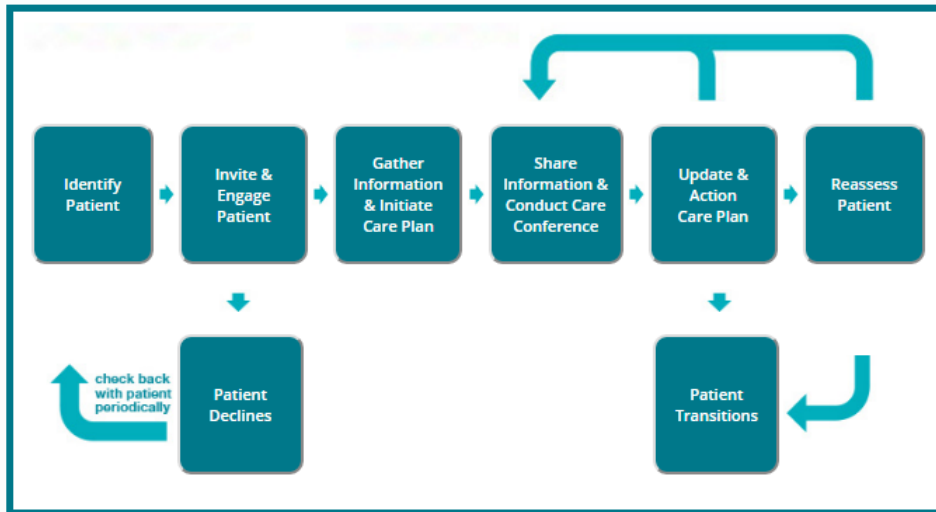 Identify
Patient
Invite &
Engage
Patient
Gather
Information
& Initiate
Care Plan
Share
Information &
Conduct Care
Conference
Update &
Action
Care Plan
Reassess
Patient
check back
with patient
periodically
Patient
Declines
Patient
Transitions